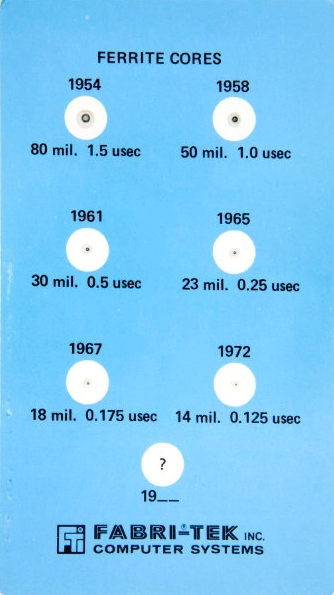 FERRITE CORES
1954 1958
80 mil. 1.5 usec 50 mil. 1.0 usec
1961 1965
30 mil. 0.5 usec 23 mil. 0.25 usec
1967 1972
18 mil. 0.175 usec 14 mil. 0.125 usec
?
19__
FABRI-TEK® INC.
COMPUTER SYSTEMS